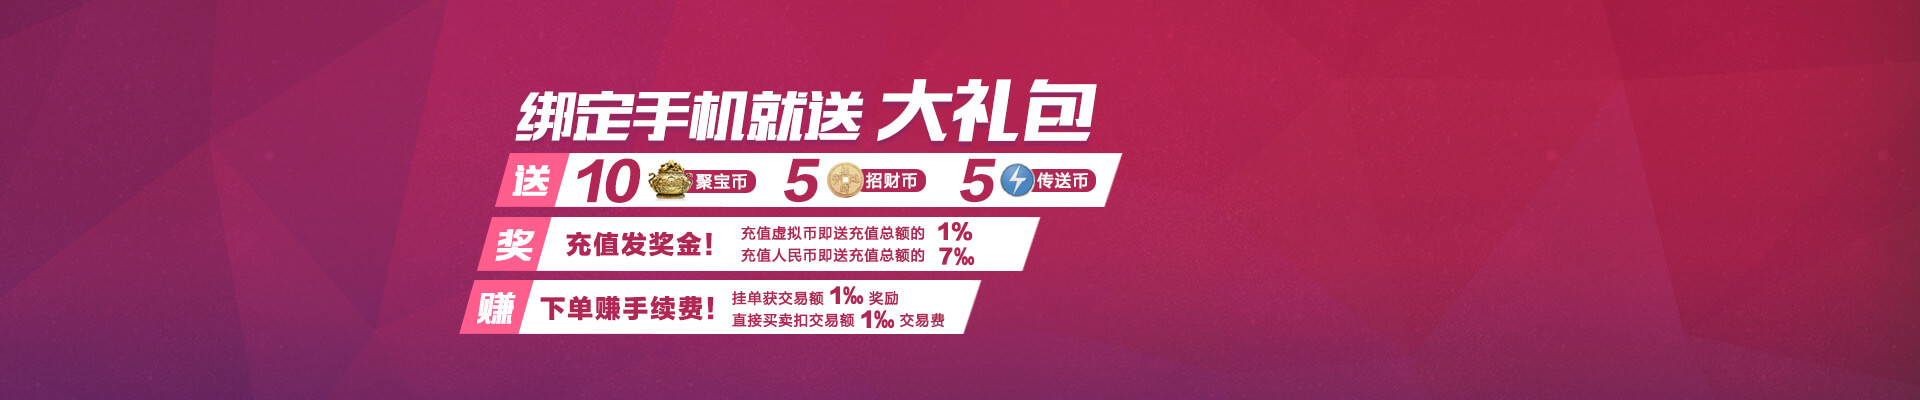 绑定手机就送 大礼包
送 10 聚宝币 5 招财币 5 传送币
奖 充值发奖金！
充值虚拟币即送充值总额的 1%
充值人民币即送充值总额的 7‰
赚 下单赚手续费！
挂单获交易额 1‰ 奖励
直接买卖扣交易额 1‰ 交易费